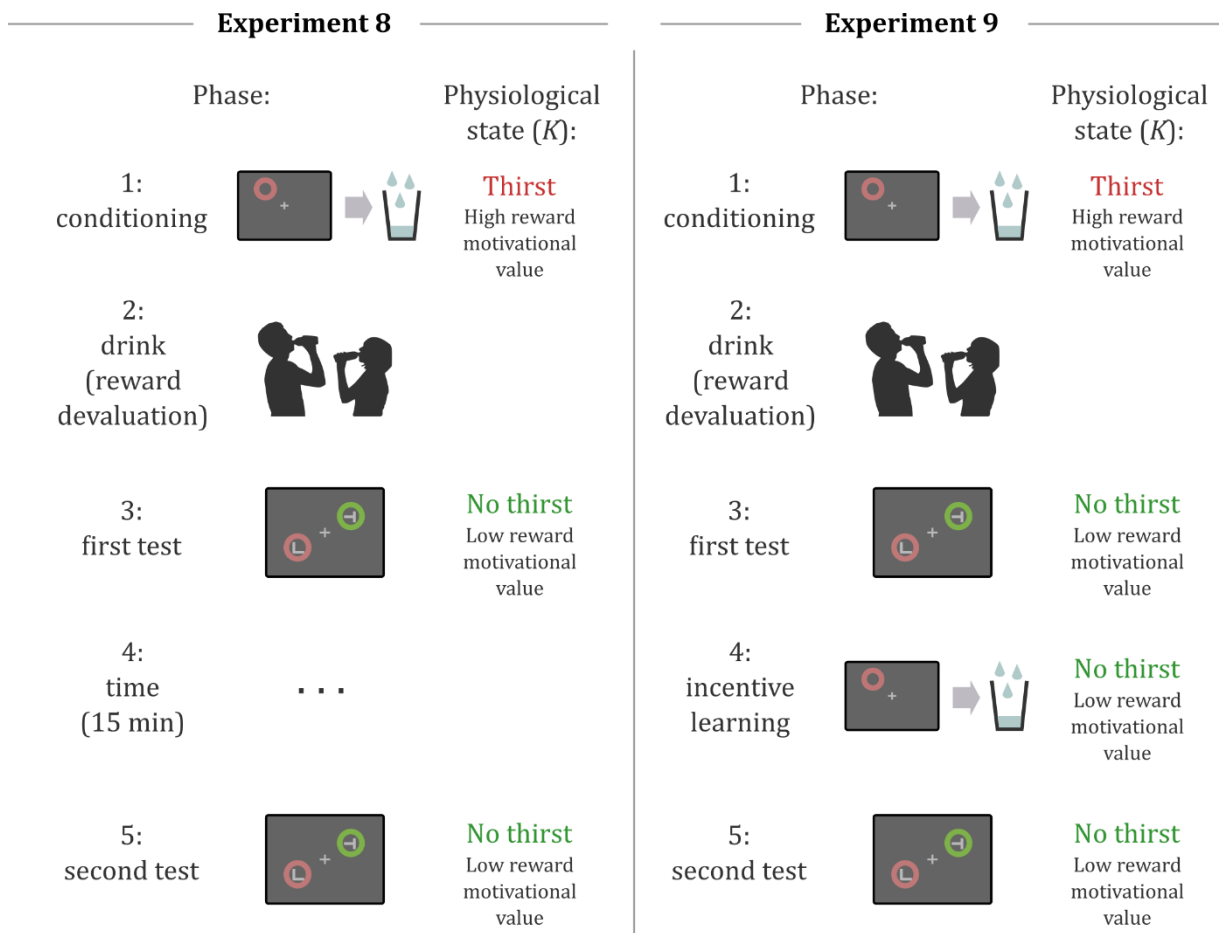 Experiment 8
Phase:
Physiological
state (K):
1:
conditioning
Thirst
High reward
motivational
value
2:
drink
(reward
devaluation)
3:
first test
No thirst
Low reward
motivational
value
4:
time
(15 min)
. . .
5:
second test
No thirst
Low reward
motivational
value
Experiment 9
Phase:
Physiological
state (K):
1:
conditioning
Thirst
High reward
motivational
value
2:
drink
(reward
devaluation)
3:
first test
No thirst
Low reward
motivational
value
4:
incentive
learning
No thirst
Low reward
motivational
value
5:
second test
No thirst
Low reward
motivational
value